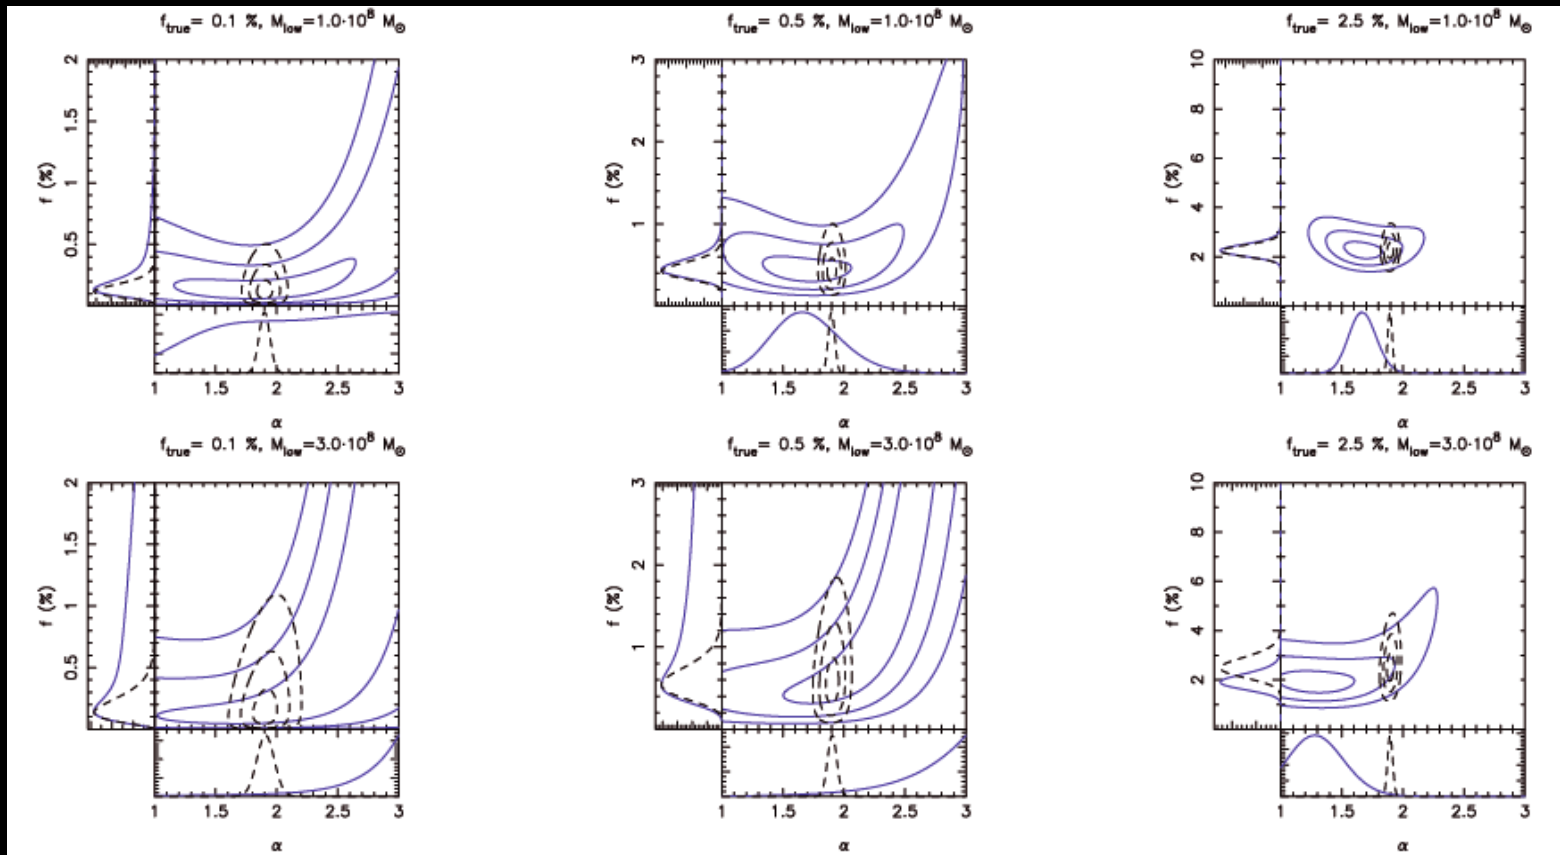 f_true= 0.1 %, M_low=1.0·10^8 M_⊙
f_true= 0.5 %, M_low=1.0·10^8 M_⊙
f_true= 2.5 %, M_low=1.0·10^8 M_⊙
f (%)
2
1.5
1
0.5
1 1.5 2 2.5 3
α
f (%)
3
2
1
1 1.5 2 2.5 3
α
f (%)
10
8
6
4
2
1 1.5 2 2.5 3
α
f_true= 0.1 %, M_low=3.0·10^8 M_⊙
f_true= 0.5 %, M_low=3.0·10^8 M_⊙
f_true= 2.5 %, M_low=3.0·10^8 M_⊙
f (%)
2
1.5
1
0.5
1 1.5 2 2.5 3
α
f (%)
3
2
1
1 1.5 2 2.5 3
α
f (%)
10
8
6
4
2
1 1.5 2 2.5 3
α